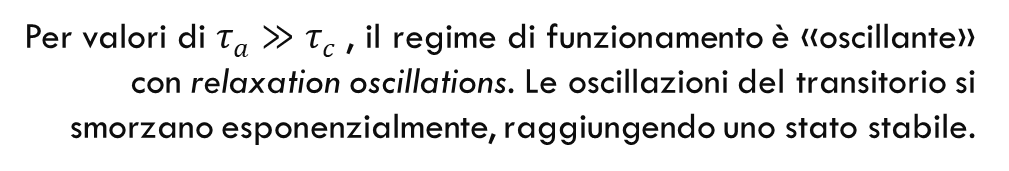 Per valori di τₐ ≫ τ_c , il regime di funzionamento è «oscillante»
con relaxation oscillations. Le oscillazioni del transitorio si
smorzano esponenzialmente, raggiungendo uno stato stabile.